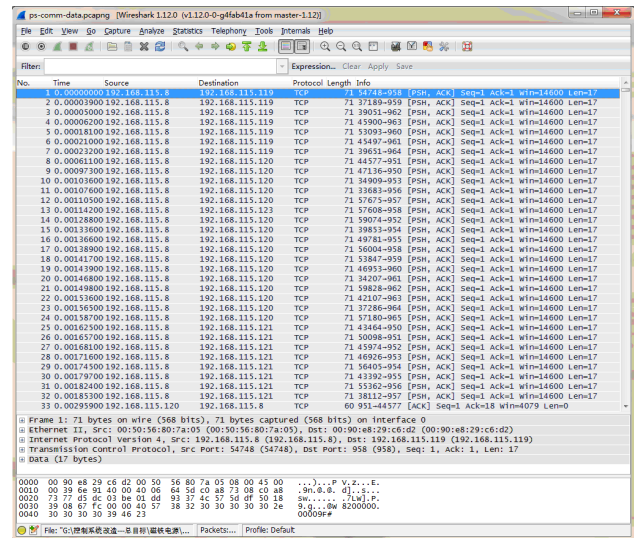 ps-comm-data.pcapng [Wireshark 1.12.0 (v1.12.0-0-g4fab41a from master-1.12)]
File Edit View Go Capture Analyze Statistics Telephony Tools Internals Help
Filter: Expression... Clear Apply Save
No. Time Source Destination Protocol Length Info
1 0.00000000 192.168.115.8 192.168.115.119 TCP 71 54748-958 [PSH, ACK] Seq=1 Ack=1 Win=14600 Len=17
2 0.00003900 192.168.115.8 192.168.115.119 TCP 71 37189-959 [PSH, ACK] Seq=1 Ack=1 Win=14600 Len=17
3 0.00005000 192.168.115.8 192.168.115.119 TCP 71 39051-962 [PSH, ACK] Seq=1 Ack=1 Win=14600 Len=17
4 0.00006200 192.168.115.8 192.168.115.119 TCP 71 45900-963 [PSH, ACK] Seq=1 Ack=1 Win=14600 Len=17
5 0.00018100 192.168.115.8 192.168.115.119 TCP 71 53093-960 [PSH, ACK] Seq=1 Ack=1 Win=14600 Len=17
6 0.00021000 192.168.115.8 192.168.115.119 TCP 71 45497-961 [PSH, ACK] Seq=1 Ack=1 Win=14600 Len=17
7 0.00023200 192.168.115.8 192.168.115.119 TCP 71 39651-964 [PSH, ACK] Seq=1 Ack=1 Win=14600 Len=17
8 0.00061100 192.168.115.8 192.168.115.120 TCP 71 44577-951 [PSH, ACK] Seq=1 Ack=1 Win=14600 Len=17
9 0.00097300 192.168.115.8 192.168.115.120 TCP 71 47136-950 [PSH, ACK] Seq=1 Ack=1 Win=14600 Len=17
10 0.00103600 192.168.115.8 192.168.115.120 TCP 71 34909-953 [PSH, ACK] Seq=1 Ack=1 Win=14600 Len=17
11 0.00107600 192.168.115.8 192.168.115.120 TCP 71 33683-956 [PSH, ACK] Seq=1 Ack=1 Win=14600 Len=17
12 0.00110500 192.168.115.8 192.168.115.120 TCP 71 57675-957 [PSH, ACK] Seq=1 Ack=1 Win=14600 Len=17
13 0.00114200 192.168.115.8 192.168.115.123 TCP 71 57608-958 [PSH, ACK] Seq=1 Ack=1 Win=14600 Len=17
14 0.00128800 192.168.115.8 192.168.115.120 TCP 71 59074-952 [PSH, ACK] Seq=1 Ack=1 Win=14600 Len=17
15 0.00133600 192.168.115.8 192.168.115.120 TCP 71 39853-954 [PSH, ACK] Seq=1 Ack=1 Win=14600 Len=17
16 0.00136600 192.168.115.8 192.168.115.120 TCP 71 49781-955 [PSH, ACK] Seq=1 Ack=1 Win=14600 Len=17
17 0.00138900 192.168.115.8 192.168.115.120 TCP 71 56004-958 [PSH, ACK] Seq=1 Ack=1 Win=14600 Len=17
18 0.00141700 192.168.115.8 192.168.115.120 TCP 71 53847-959 [PSH, ACK] Seq=1 Ack=1 Win=14600 Len=17
19 0.00143900 192.168.115.8 192.168.115.120 TCP 71 46953-960 [PSH, ACK] Seq=1 Ack=1 Win=14600 Len=17
20 0.00146800 192.168.115.8 192.168.115.120 TCP 71 34207-961 [PSH, ACK] Seq=1 Ack=1 Win=14600 Len=17
21 0.00149800 192.168.115.8 192.168.115.120 TCP 71 59828-962 [PSH, ACK] Seq=1 Ack=1 Win=14600 Len=17
22 0.00153600 192.168.115.8 192.168.115.120 TCP 71 42107-963 [PSH, ACK] Seq=1 Ack=1 Win=14600 Len=17
23 0.00156500 192.168.115.8 192.168.115.120 TCP 71 37286-964 [PSH, ACK] Seq=1 Ack=1 Win=14600 Len=17
24 0.00158700 192.168.115.8 192.168.115.120 TCP 71 57180-965 [PSH, ACK] Seq=1 Ack=1 Win=14600 Len=17
25 0.00162500 192.168.115.8 192.168.115.121 TCP 71 43464-950 [PSH, ACK] Seq=1 Ack=1 Win=14600 Len=17
26 0.00165700 192.168.115.8 192.168.115.121 TCP 71 50098-951 [PSH, ACK] Seq=1 Ack=1 Win=14600 Len=17
27 0.00168100 192.168.115.8 192.168.115.121 TCP 71 45974-952 [PSH, ACK] Seq=1 Ack=1 Win=14600 Len=17
28 0.00171600 192.168.115.8 192.168.115.121 TCP 71 46926-953 [PSH, ACK] Seq=1 Ack=1 Win=14600 Len=17
29 0.00174500 192.168.115.8 192.168.115.121 TCP 71 56405-954 [PSH, ACK] Seq=1 Ack=1 Win=14600 Len=17
30 0.00179700 192.168.115.8 192.168.115.121 TCP 71 43392-955 [PSH, ACK] Seq=1 Ack=1 Win=14600 Len=17
31 0.00182400 192.168.115.8 192.168.115.121 TCP 71 55362-956 [PSH, ACK] Seq=1 Ack=1 Win=14600 Len=17
32 0.00185300 192.168.115.8 192.168.115.121 TCP 71 38112-957 [PSH, ACK] Seq=1 Ack=1 Win=14600 Len=17
33 0.00295900 192.168.115.120 192.168.115.8 TCP 60 951-44577 [ACK] Seq=1 Ack=18 Win=4079 Len=0
Frame 1: 71 bytes on wire (568 bits), 71 bytes captured (568 bits) on interface 0
Ethernet II, Src: 00:50:56:80:7a:05 (00:50:56:80:7a:05), Dst: 00:90:e8:29:c6:d2 (00:90:e8:29:c6:d2)
Internet Protocol Version 4, Src: 192.168.115.8 (192.168.115.8), Dst: 192.168.115.119 (192.168.115.119)
Transmission Control Protocol, Src Port: 54748 (54748), Dst Port: 958 (958), Seq: 1, Ack: 1, Len: 17
Data (17 bytes)
0000 00 90 e8 29 c6 d2 00 50 56 80 7a 05 08 00 45 00 ...)...P V.z...E.
0010 00 39 6e 91 40 00 40 06 64 5d c0 a8 73 08 c0 a8 .9n.@.@. d]..s...
0020 73 77 d5 dc 03 be 01 dd 93 37 4c 57 5d df 50 18 sw...... .7LW].P.
0030 39 08 67 fc 00 00 40 57 38 32 30 30 30 30 30 2e 9.g...@W 8200000.
0040 30 30 30 30 39 46 23 00009F#
File: "G:\控制系统改造---总目标\磁铁电源\... Packets:... Profile: Default